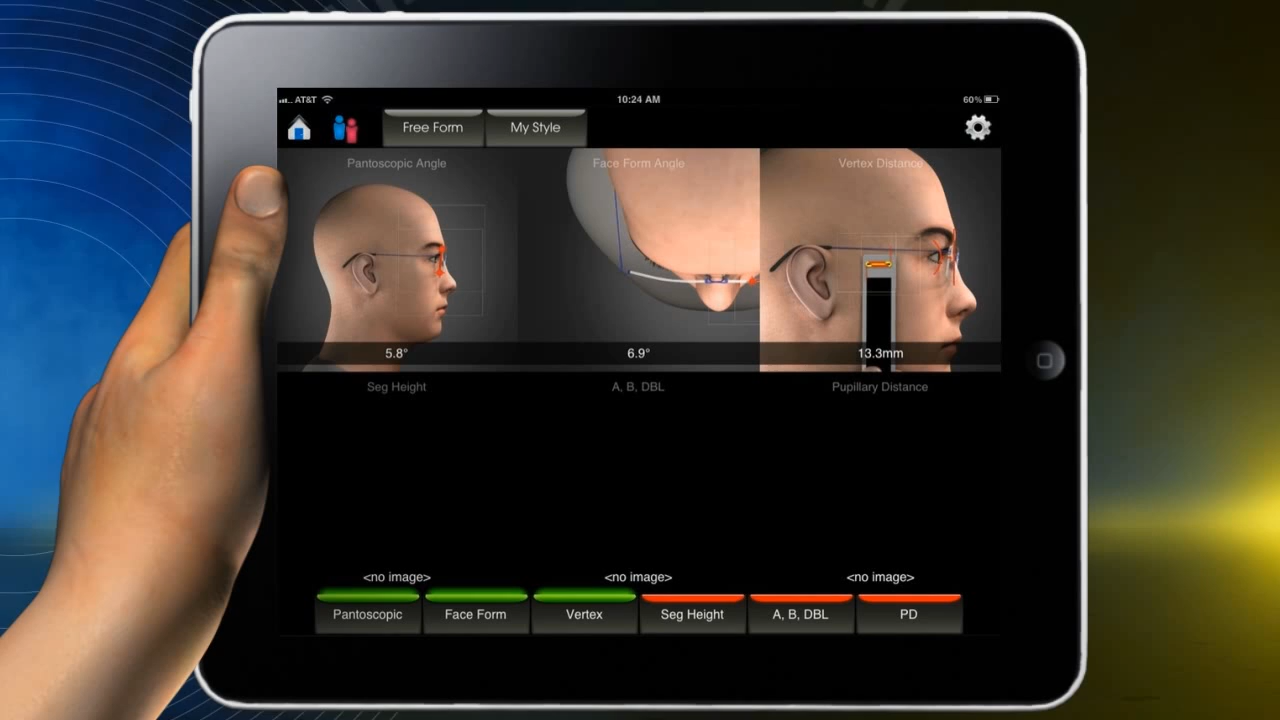 AT&T 10:24 AM 60%
Free Form My Style
Pantoscopic Angle Face Form Angle Vertex Distance
5.8° 6.9° 13.3mm
Seg Height A, B, DBL Pupillary Distance
<no image> <no image> <no image>
Pantoscopic Face Form Vertex Seg Height A, B, DBL PD